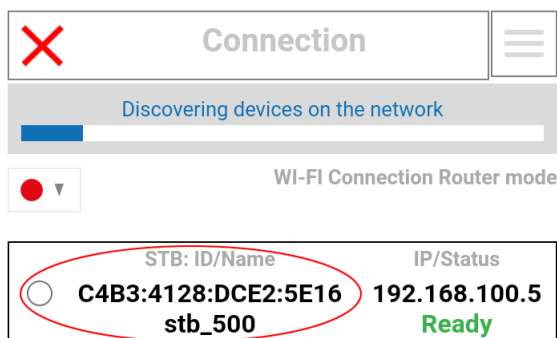 Connection
Discovering devices on the network
WI-FI Connection Router mode
STB: ID/Name IP/Status
C4B3:4128:DCE2:5E16 192.168.100.5
stb_500 Ready